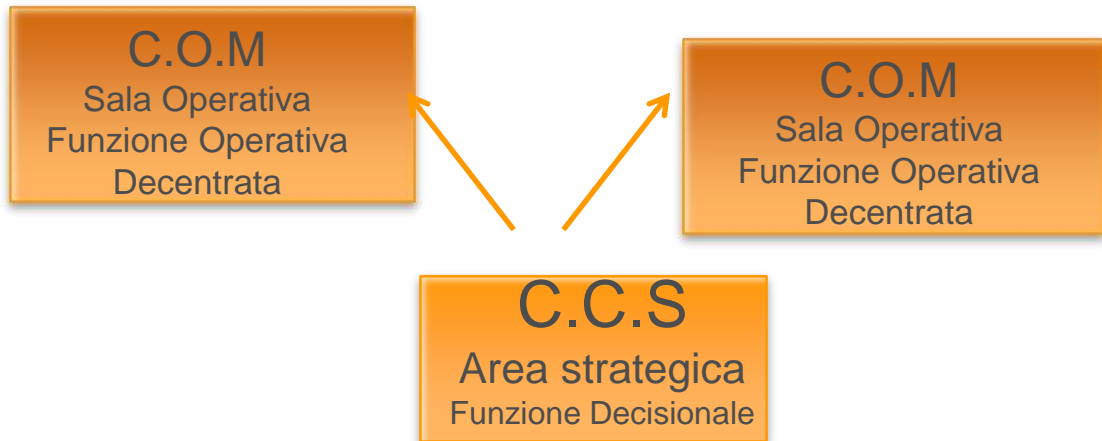 C.O.M
Sala Operativa
Funzione Operativa
Decentrata
C.O.M
Sala Operativa
Funzione Operativa
Decentrata
C.C.S
Area strategica
Funzione Decisionale